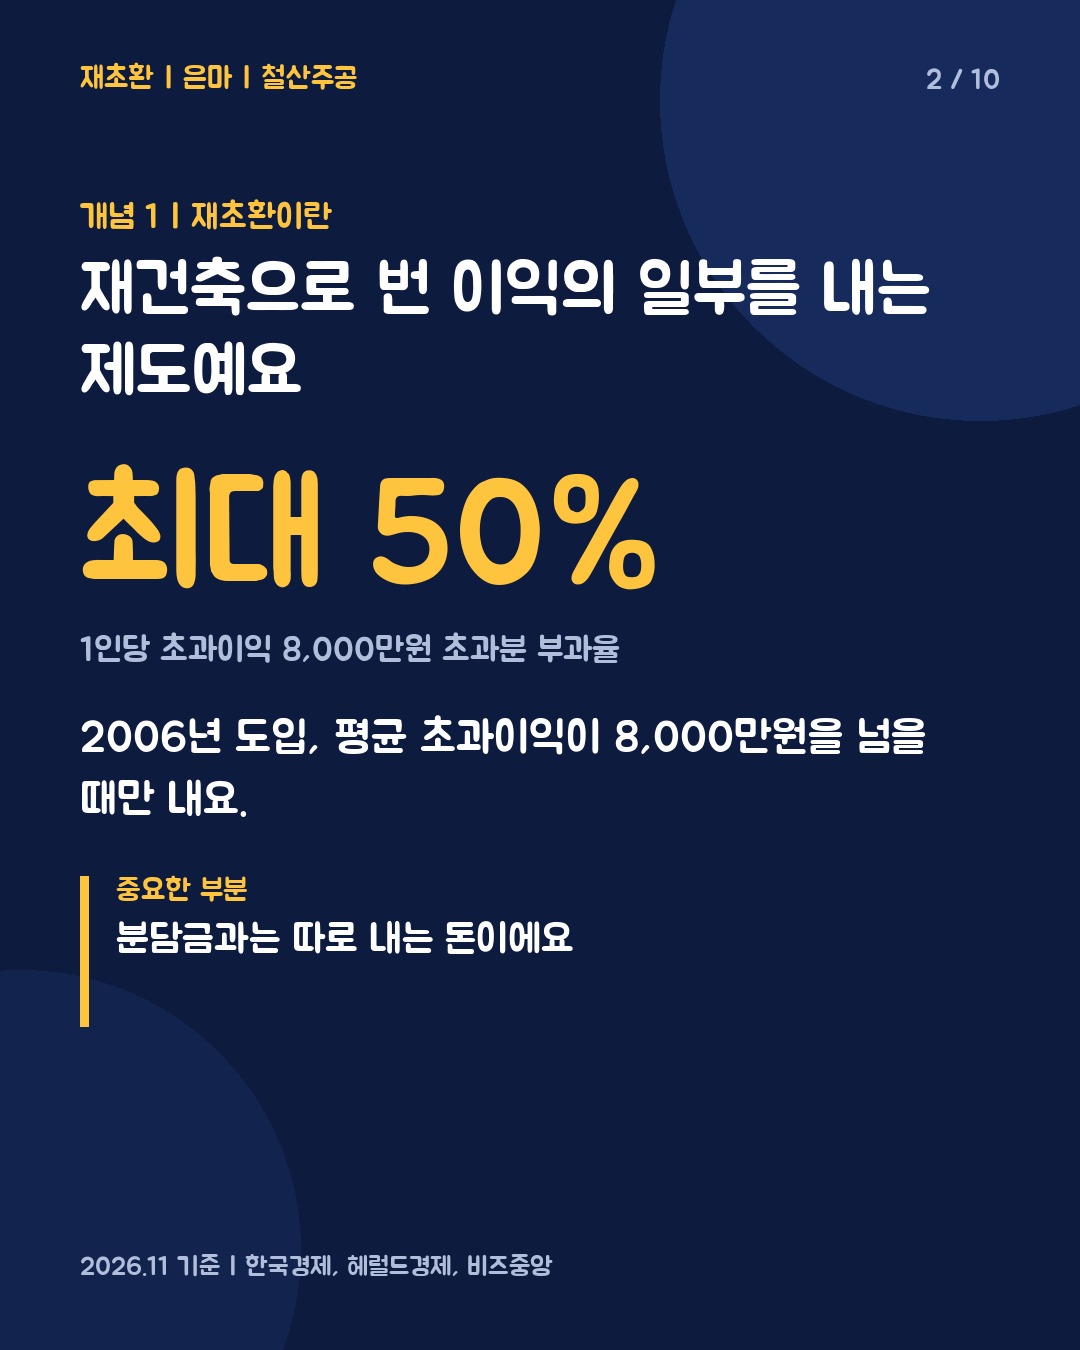 재초환 | 은마 | 철산주공
2 / 10
개념 1 | 재초환이란
재건축으로 번 이익의 일부를 내는
제도예요
최대 50%
1인당 초과이익 8,000만원 초과분 부과율
2006년 도입, 평균 초과이익이 8,000만원을 넘을
때만 내요.
중요한 부분
분담금과는 따로 내는 돈이에요
2026.11 기준 | 한국경제, 헤럴드경제, 비즈중앙